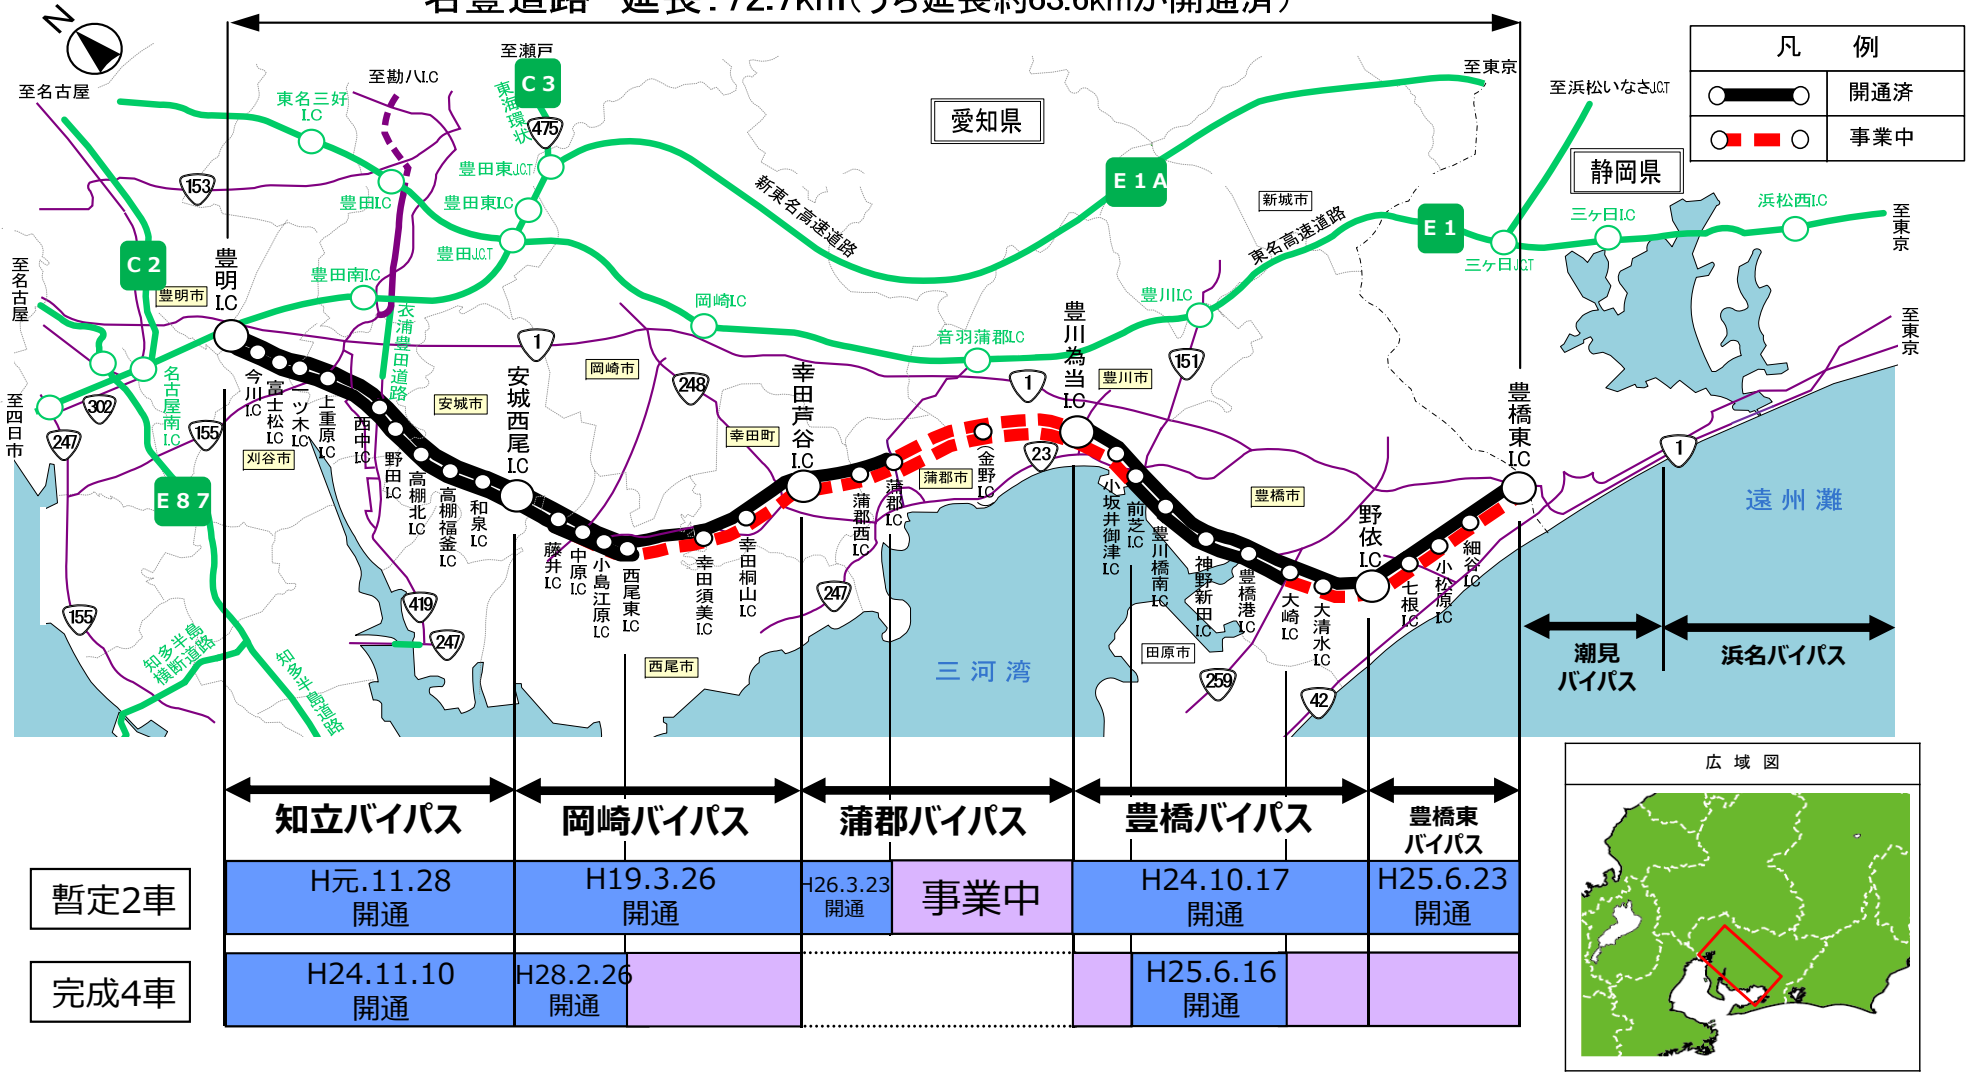 名豊道路 延長：72.7km（うち延長約63.6kmが開通済）
N
凡 例
開通済
事業中
至瀬戸
C3
至勘八I.C
至名古屋
東名三好I.C
東海環状
475
至東京
至浜松いなさJ.C.T
愛知県
静岡県
153
豊田I.C
豊田東J.C.T
豊田東I.C
豊田J.C.T
E1A
新東名高速道路
新城市
東名高速道路
E1
三ヶ日I.C
三ヶ日J.C.T
浜松西I.C
至東京
至名古屋
C2
豊明市
豊明I.C
豊田南I.C
衣浦豊田道路
岡崎I.C
音羽蒲郡I.C
豊川I.C
至東京
1
岡崎市
248
1
豊川市
151
豊川為当I.C
豊橋東I.C
至四日市
302
247
名古屋南I.C
155
刈谷市
安城市
今川I.C
富士松I.C
一ツ木I.C
上重原I.C
西中I.C
野田I.C
高棚北I.C
高棚福釜I.C
和泉I.C
安城西尾I.C
幸田町
幸田芦谷I.C
蒲郡西I.C
蒲郡I.C
蒲郡市
(金野I.C)
23
小坂井御津I.C
前芝I.C
豊川橋南I.C
神野新田I.C
豊橋港I.C
豊橋市
大崎I.C
大清水I.C
野依I.C
七根I.C
小松原I.C
細谷I.C
1
遠州灘
E87
藤井I.C
中原I.C
小島江原I.C
西尾東I.C
幸田須美I.C
幸田桐山I.C
247
155
419
247
知多半島横断道路
知多半島道路
西尾市
三河湾
田原市
259
42
潮見バイパス
浜名バイパス
知立バイパス
岡崎バイパス
蒲郡バイパス
豊橋バイパス
豊橋東バイパス
暫定2車
H元.11.28
開通
H19.3.26
開通
H26.3.23
開通
事業中
H24.10.17
開通
H25.6.23
開通
完成4車
H24.11.10
開通
H28.2.26
開通
H25.6.16
開通
広域図